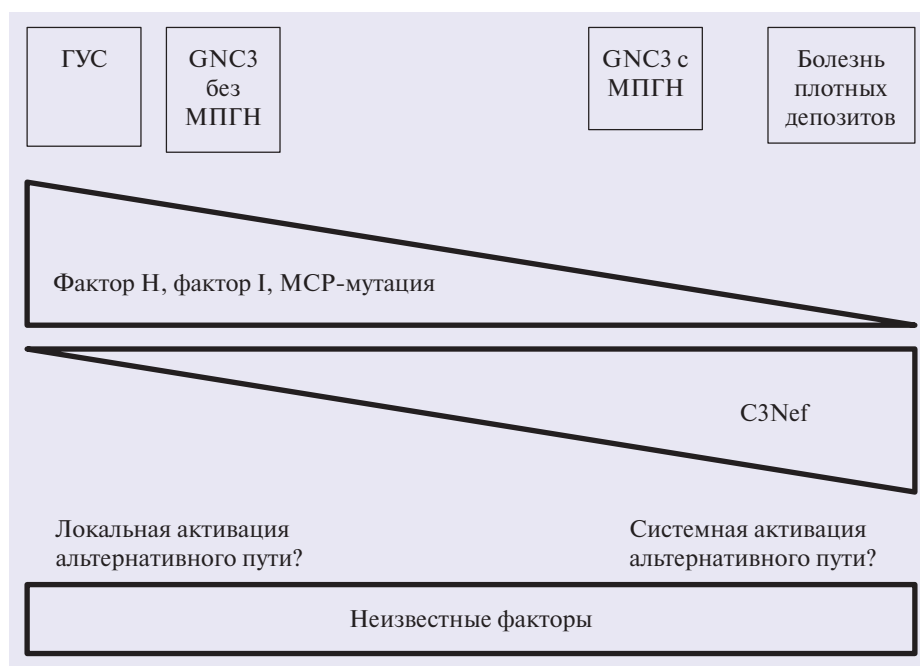 ГУС
GNC3
без
МПГН
GNC3 с
МПГН
Болезнь
плотных
депозитов
Фактор Н, фактор I, МСР-мутация
C3Nef
Локальная активация
альтернативного пути?
Системная активация
альтернативного пути?
Неизвестные факторы